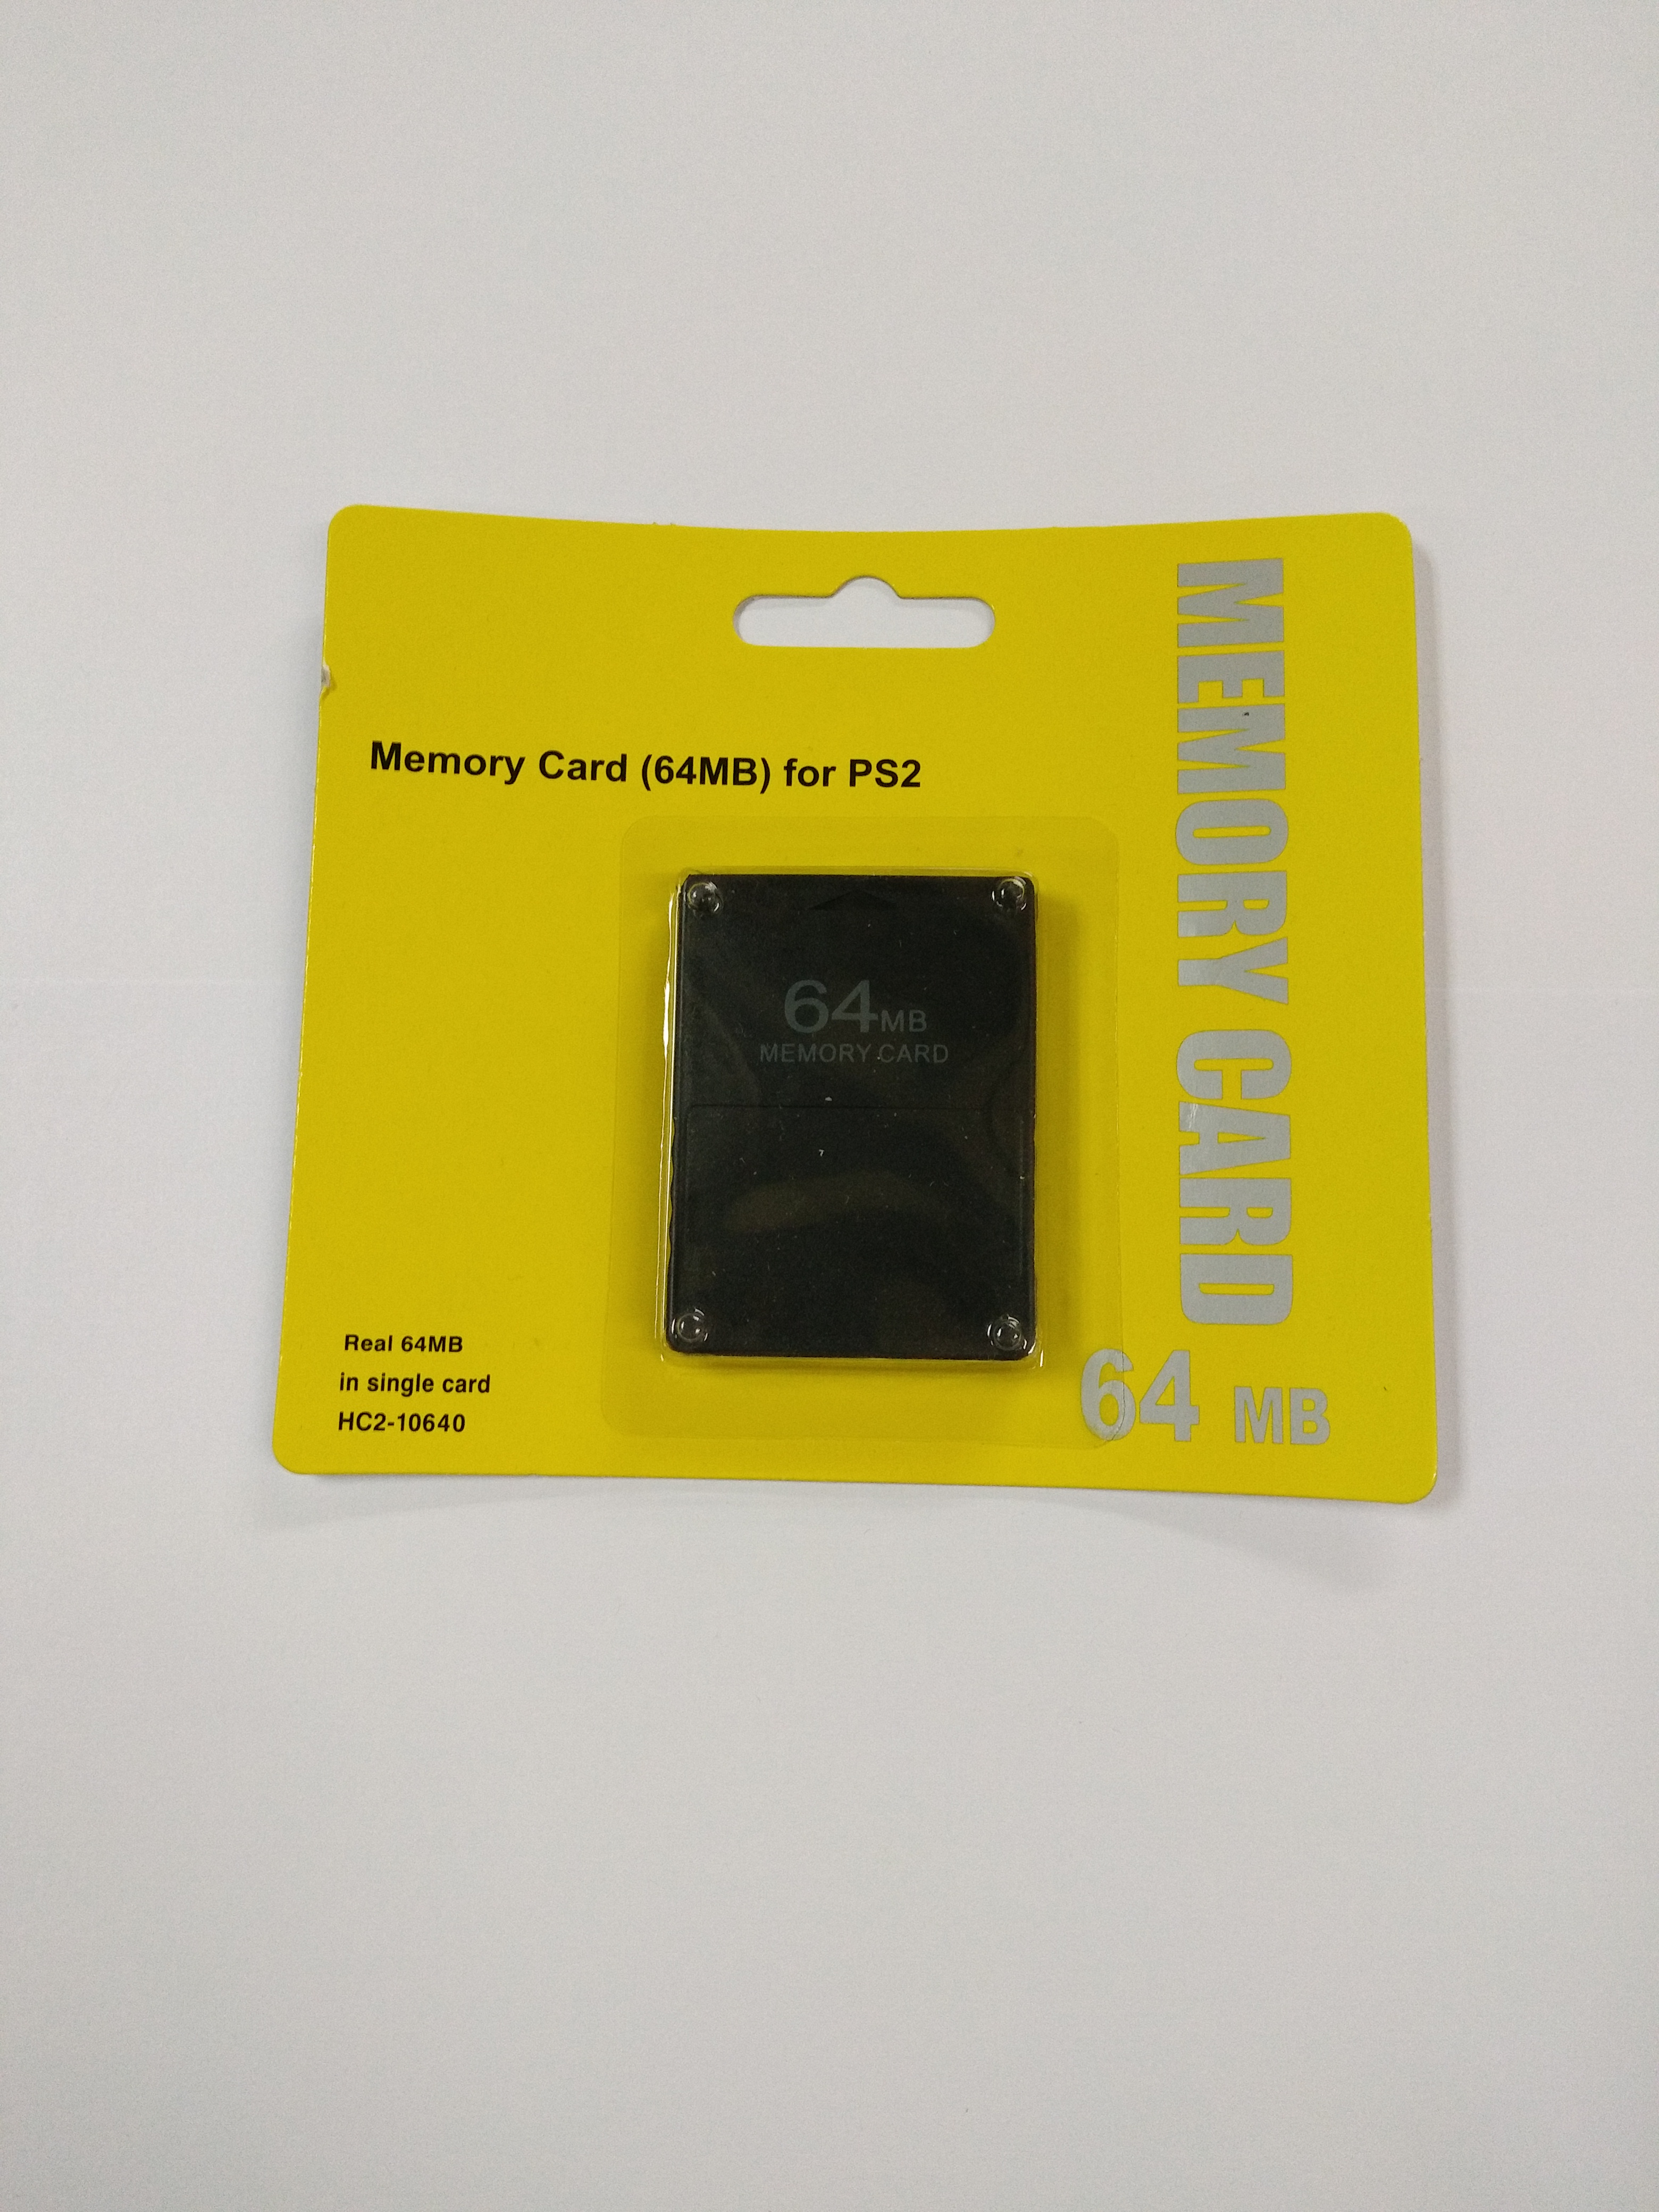 Memory Card (64MB) for PS2
64MB
MEMORY CARD
Real 64MB
in single card
HC2-10640
MEMORY CARD
64 MB